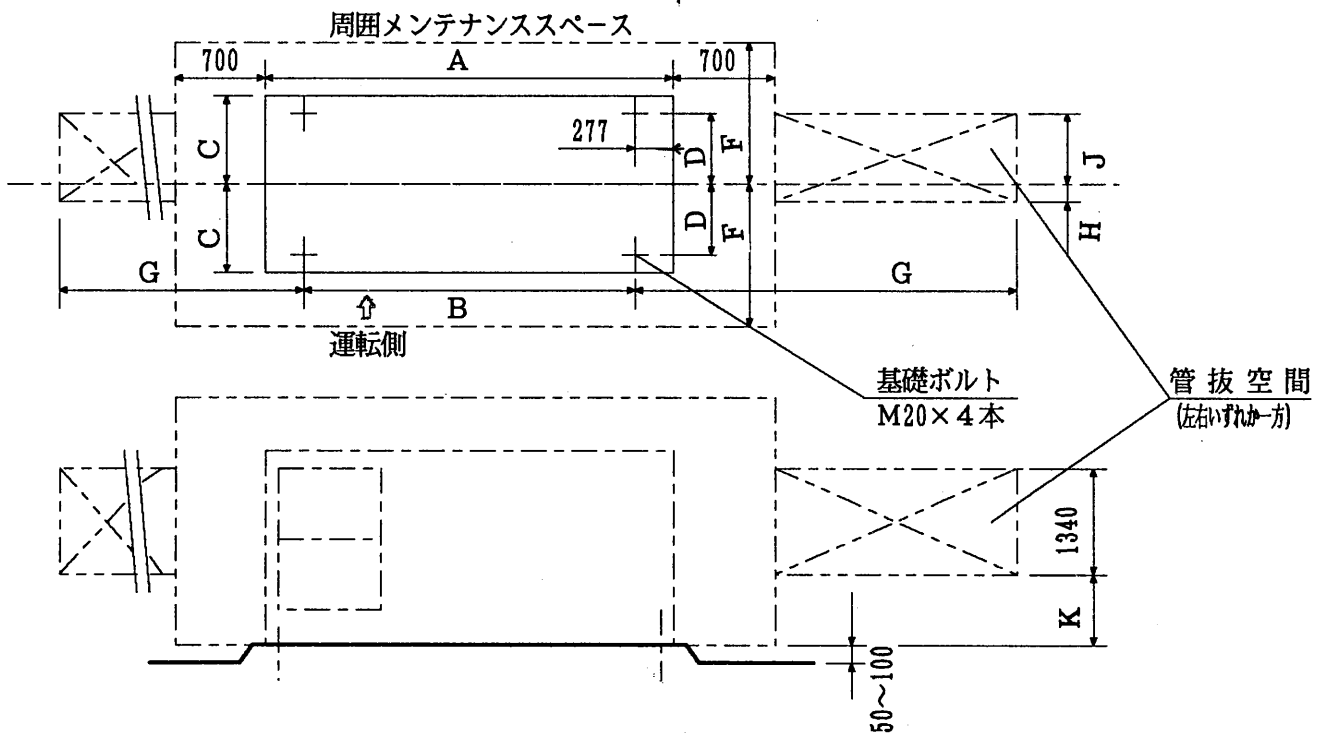 周囲メンテナンススペース
700
A
700
277
C
D
F
J
C
D
F
H
G
B
G
運転側
基礎ボルト
M20×4本
管抜空間
(左右いずれか一方)
1340
K
50～100